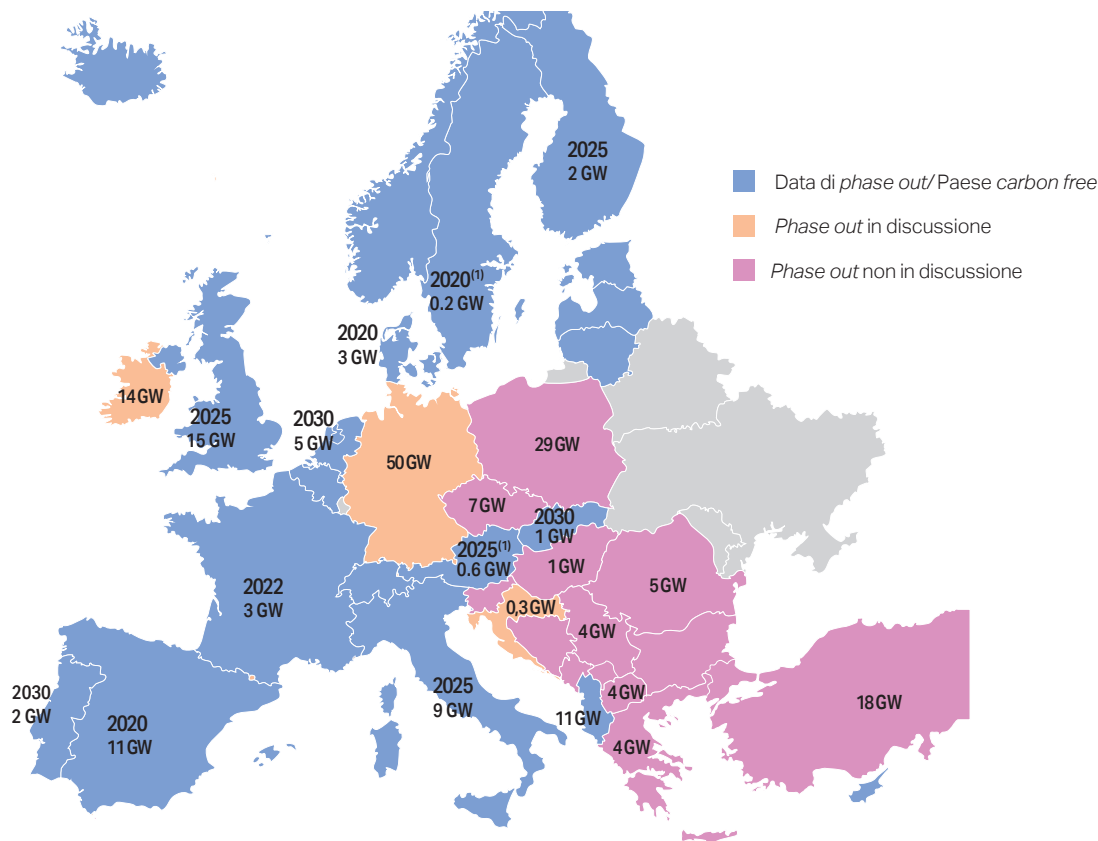 2025
2 GW
Data di phase out/ Paese carbon free
Phase out in discussione
Phase out non in discussione
2020(1)
0.2 GW
2020
3 GW
14 GW
2025
15 GW
2030
5 GW
50 GW
29 GW
7 GW
2030
1 GW
2025(1)
0.6 GW
1 GW
2022
3 GW
0,3 GW
5 GW
4 GW
2030
2 GW
2020
11 GW
2025
9 GW
11 GW
4 GW
4 GW
18 GW